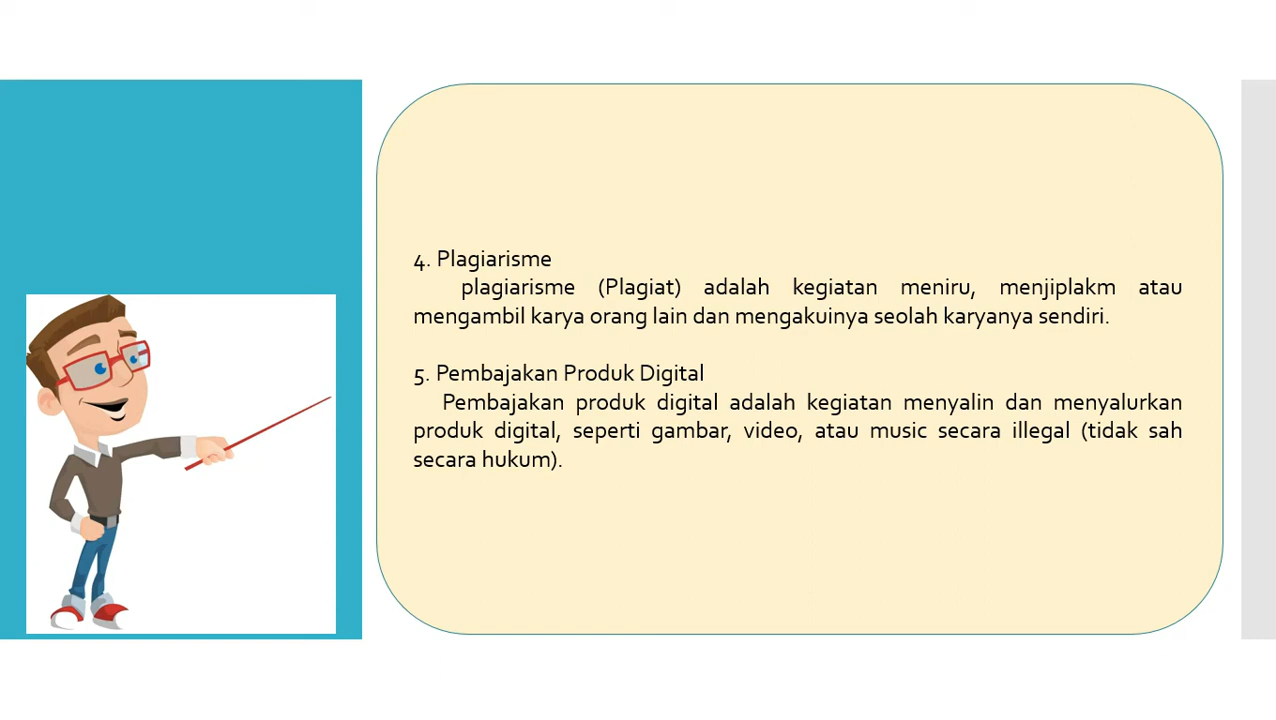 4. Plagiarisme
plagiarisme (Plagiat) adalah kegiatan meniru, menjiplakm atau
mengambil karya orang lain dan mengakuinya seolah karyanya sendiri.
5. Pembajakan Produk Digital
Pembajakan produk digital adalah kegiatan menyalin dan menyalurkan
produk digital, seperti gambar, video, atau music secara illegal (tidak sah
secara hukum).